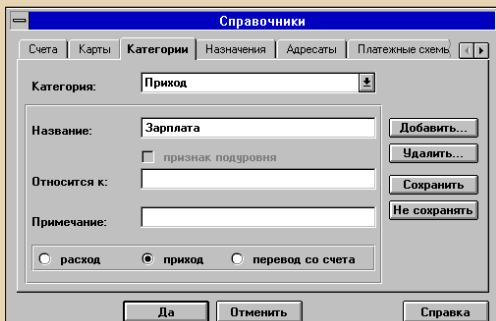 Справочники
Счета Карты Категории Назначения Адресаты Платежные схемы
Категория: Приход
Название: Зарплата Добавить...
признак подуровня Удалить...
Относится к: Сохранить
Примечание: Не сохранять
расход приход перевод со счета
Да Отменить Справка